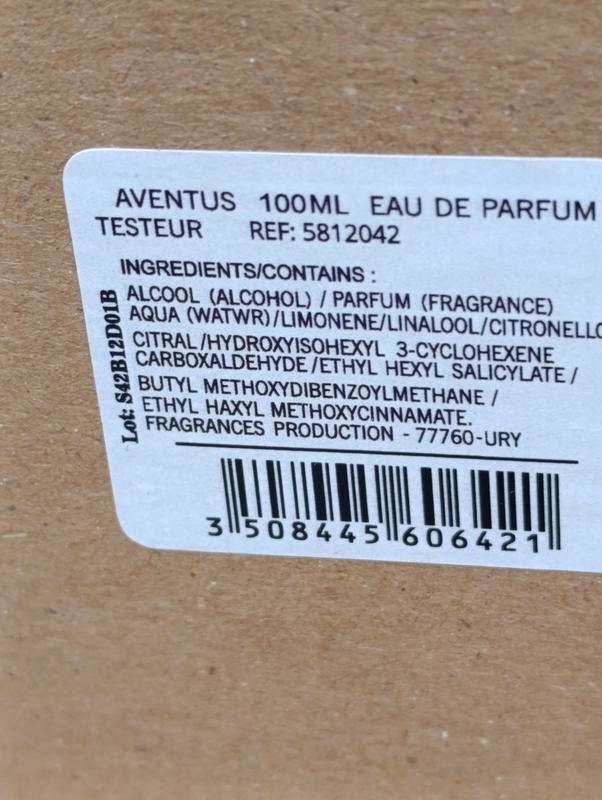 AVENTUS 100ML EAU DE PARFUM
TESTEUR REF: 5812042
INGREDIENTS/CONTAINS :
ALCOOL (ALCOHOL) / PARFUM (FRAGRANCE)
AQUA (WATWR)/LIMONENE/LINALOOL/CITRONELLO
CITRAL/HYDROXYISOHEXYL 3-CYCLOHEXENE
CARBOXALDEHYDE/ETHYL HEXYL SALICYLATE/
BUTYL METHOXYDIBENZOYLMETHANE /
ETHYL HAXYL METHOXYCINNAMATE.
FRAGRANCES PRODUCTION - 77760-URY
Lot: S42B12D01B
3 508445 606421